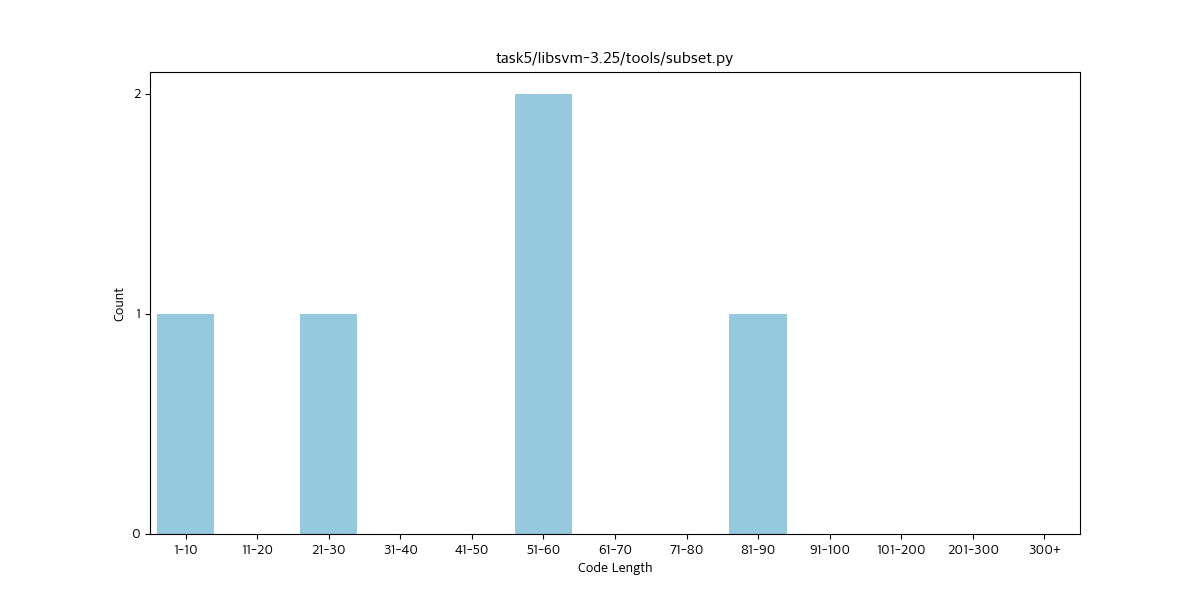 task5/libsvm-3.25/tools/subset.py
2
1
0
Count
1-10 11-20 21-30 31-40 41-50 51-60 61-70 71-80 81-90 91-100 101-200 201-300 300+
Code Length